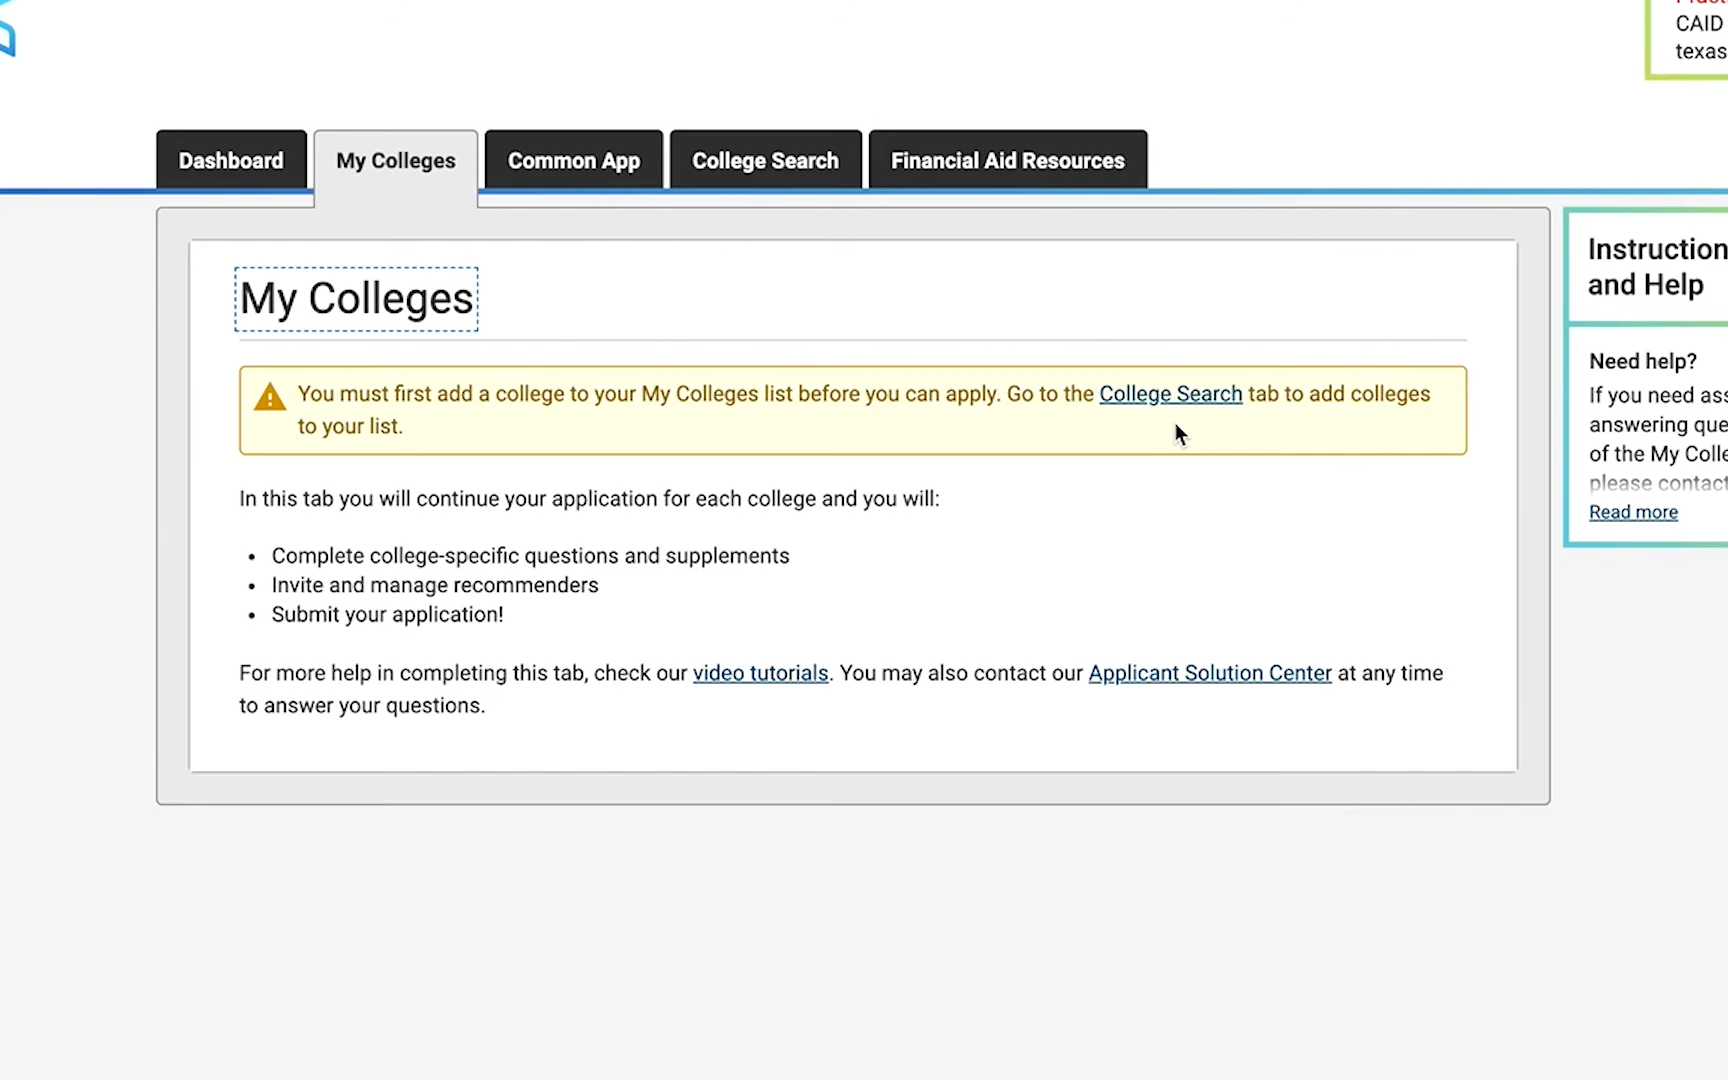 CAID
texas
Dashboard
My Colleges
Common App
College Search
Financial Aid Resources
My Colleges
You must first add a college to your My Colleges list before you can apply. Go to the College Search tab to add colleges
to your list.
In this tab you will continue your application for each college and you will:
• Complete college-specific questions and supplements
• Invite and manage recommenders
• Submit your application!
For more help in completing this tab, check our video tutorials. You may also contact our Applicant Solution Center at any time
to answer your questions.
Instruction
and Help
Need help?
If you need ass
answering que
of the My Colle
please contact
Read more